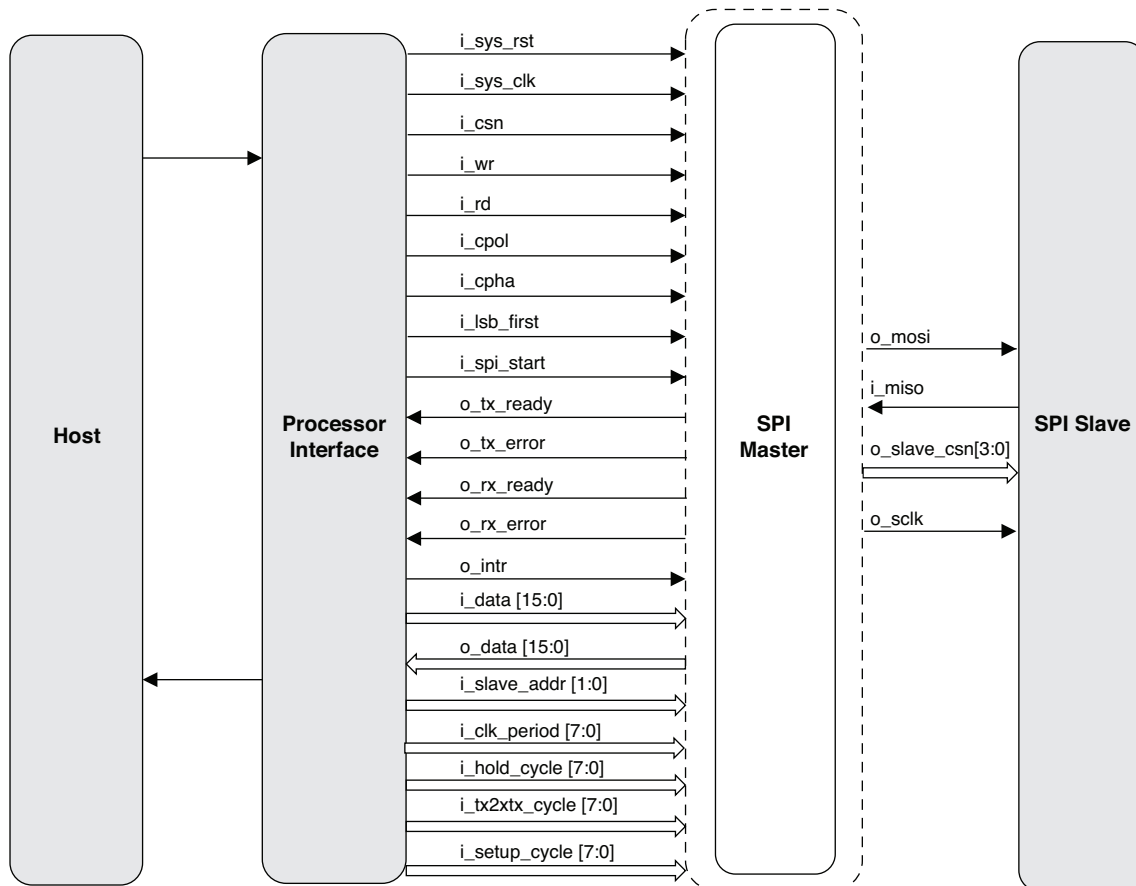 Host
Processor
Interface
i_sys_rst
i_sys_clk
i_csn
i_wr
i_rd
i_cpol
i_cpha
i_lsb_first
i_spi_start
o_tx_ready
o_tx_error
o_rx_ready
o_rx_error
o_intr
i_data [15:0]
o_data [15:0]
i_slave_addr [1:0]
i_clk_period [7:0]
i_hold_cycle [7:0]
i_tx2xtx_cycle [7:0]
i_setup_cycle [7:0]
SPI
Master
o_mosi
i_miso
o_slave_csn[3:0]
o_sclk
SPI Slave